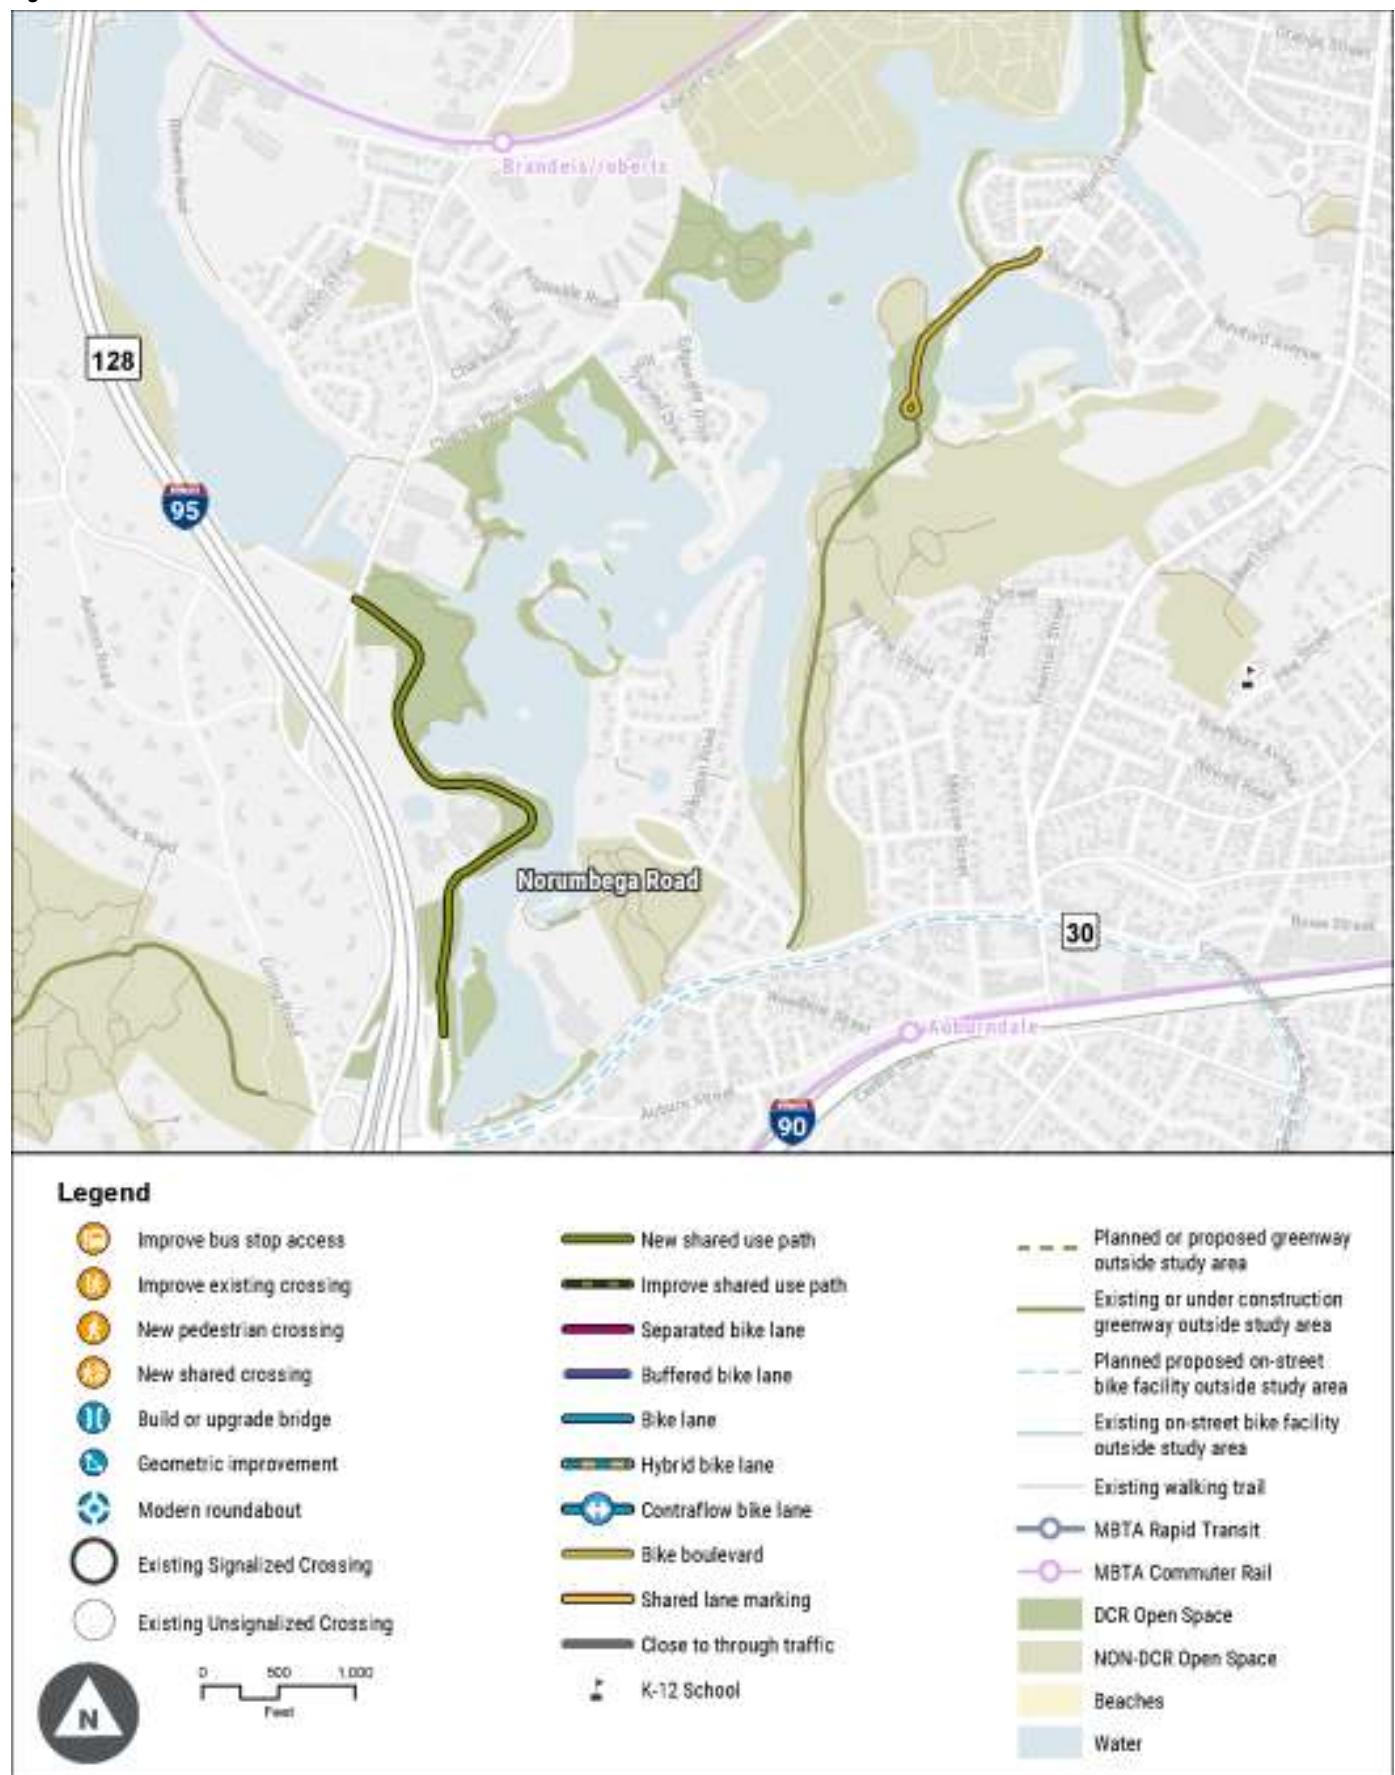 Brandeis/roberts
128
95
Charles River Road
Norumbega Road
30
Auburndale
Auburn Street
90
Legend
Improve bus stop access
Improve existing crossing
New pedestrian crossing
New shared crossing
Build or upgrade bridge
Geometric improvement
Modern roundabout
Existing Signalized Crossing
Existing Unsignalized Crossing
N
0 500 1,000
Feet
New shared use path
Improve shared use path
Separated bike lane
Buffered bike lane
Bike lane
Hybrid bike lane
Contraflow bike lane
Bike boulevard
Shared lane marking
Close to through traffic
K-12 School
Planned or proposed greenway
outside study area
Existing or under construction
greenway outside study area
Planned proposed on-street
bike facility outside study area
Existing on-street bike facility
outside study area
Existing walking trail
MBTA Rapid Transit
MBTA Commuter Rail
DCR Open Space
NON-DCR Open Space
Beaches
Water